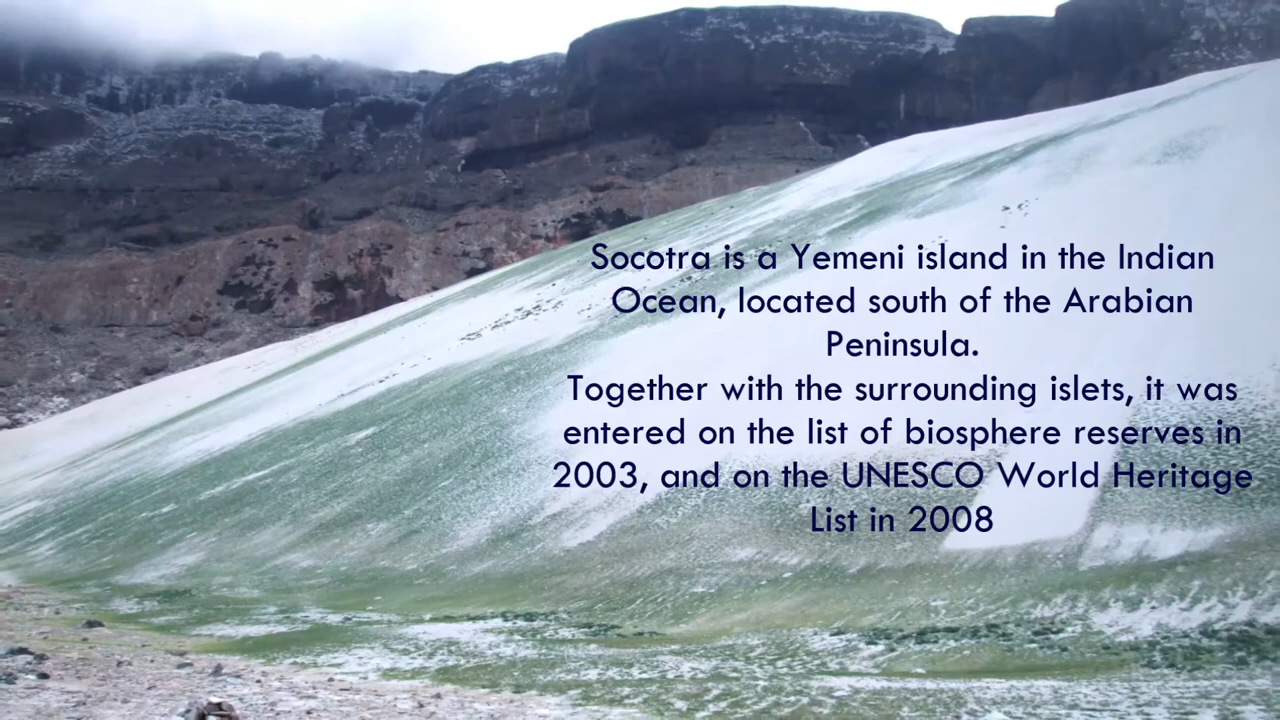 Socotra is a Yemeni island in the Indian
Ocean, located south of the Arabian
Peninsula.
Together with the surrounding islets, it was
entered on the list of biosphere reserves in
2003, and on the UNESCO World Heritage
List in 2008